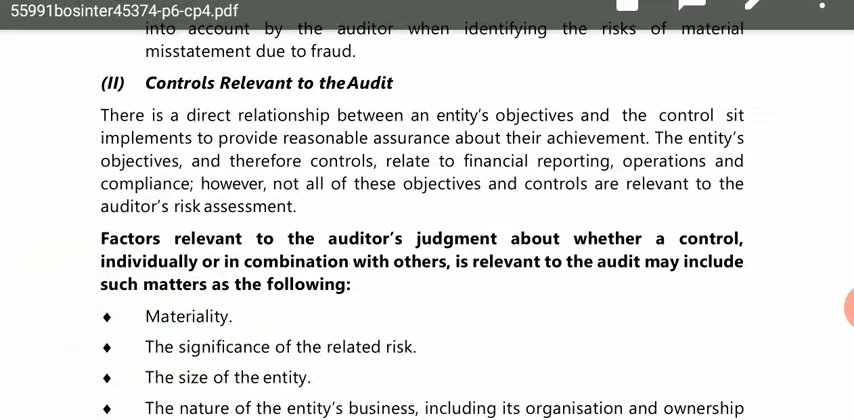 55991bosinter45374-p6-cp4.pdf
into account by the auditor when identifying the risks of material
misstatement due to fraud.
(II) Controls Relevant to theAudit
There is a direct relationship between an entity's objectives and the control sit
implements to provide reasonable assurance about their achievement. The entity's
objectives, and therefore controls, relate to financial reporting, operations and
compliance; however, not all of these objectives and controls are relevant to the
auditor's risk assessment.
Factors relevant to the auditor's judgment about whether a control,
individually or in combination with others, is relevant to the audit may include
such matters as the following:
♦ Materiality.
♦ The significance of the related risk.
♦ The size of the entity.
♦ The nature of the entity's business, including its organisation and ownership